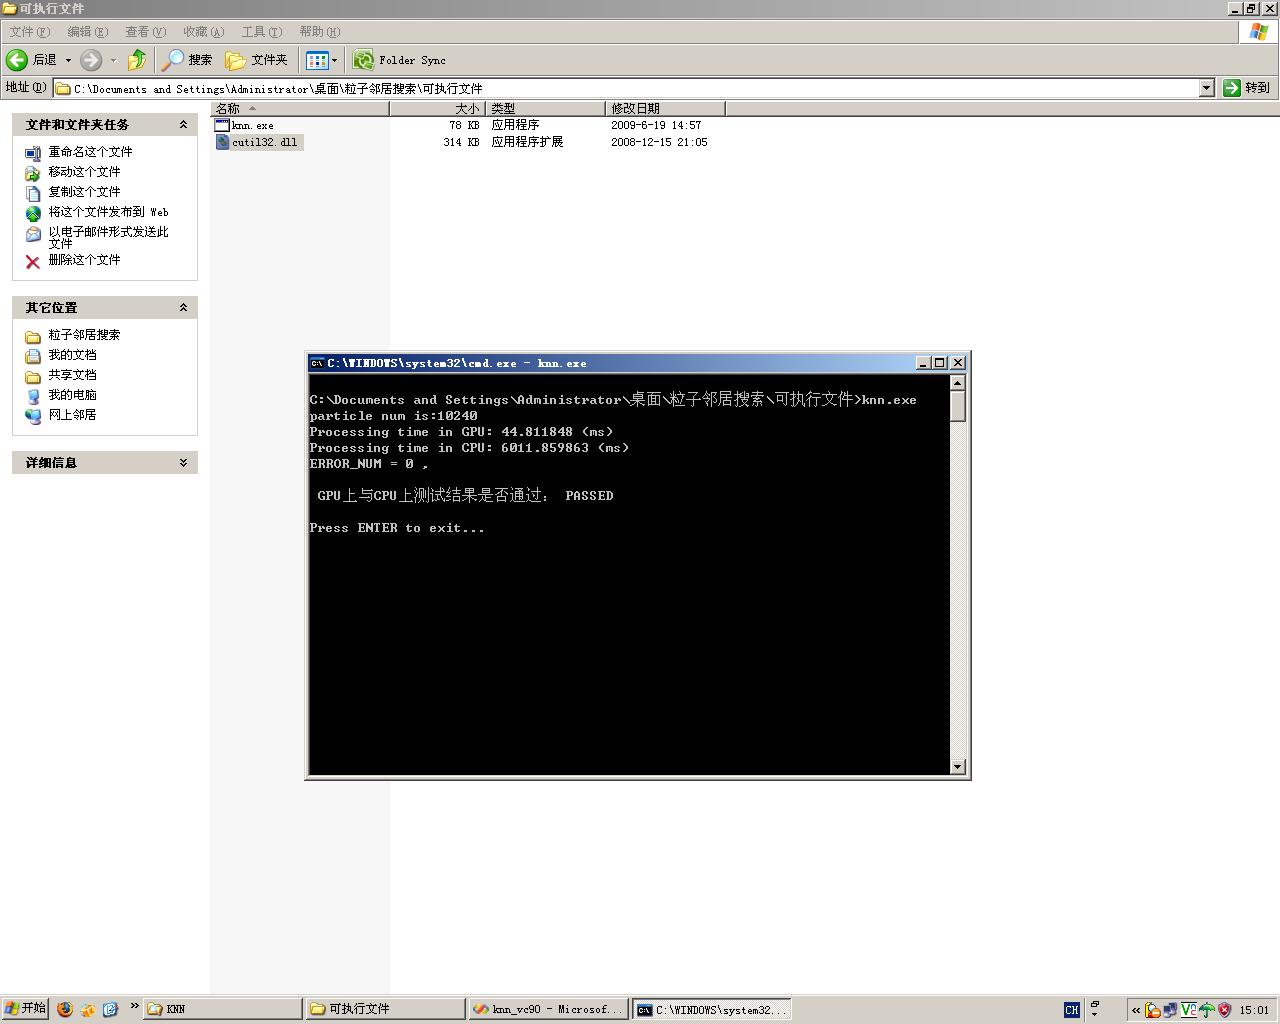 可执行文件
文件(F) 编辑(E) 查看(V) 收藏(A) 工具(T) 帮助(H)
后退 搜索 文件夹 Folder Sync
地址(D) C:\Documents and Settings\Administrator\桌面\粒子邻居搜索\可执行文件 转到
名称 大小 类型 修改日期
knn.exe 78 KB 应用程序 2009-6-19 14:57
cutil32.dll 314 KB 应用程序扩展 2008-12-15 21:05
文件和文件夹任务
重命名这个文件
移动这个文件
复制这个文件
将这个文件发布到 Web
以电子邮件形式发送此
文件
删除这个文件
其它位置
粒子邻居搜索
我的文档
共享文档
我的电脑
网上邻居
详细信息
C:\WINDOWS\system32\cmd.exe - knn.exe
C:\Documents and Settings\Administrator\桌面\粒子邻居搜索\可执行文件>knn.exe
particle num is:10240
Processing time in GPU: 44.811848 (ms)
Processing time in CPU: 6011.859863 (ms)
ERROR_NUM = 0 ,
GPU上与CPU上测试结果是否通过： PASSED
Press ENTER to exit...
开始 KNN 可执行文件 knn_vc90 - Microsof... C:\WINDOWS\system32... CH 15:01